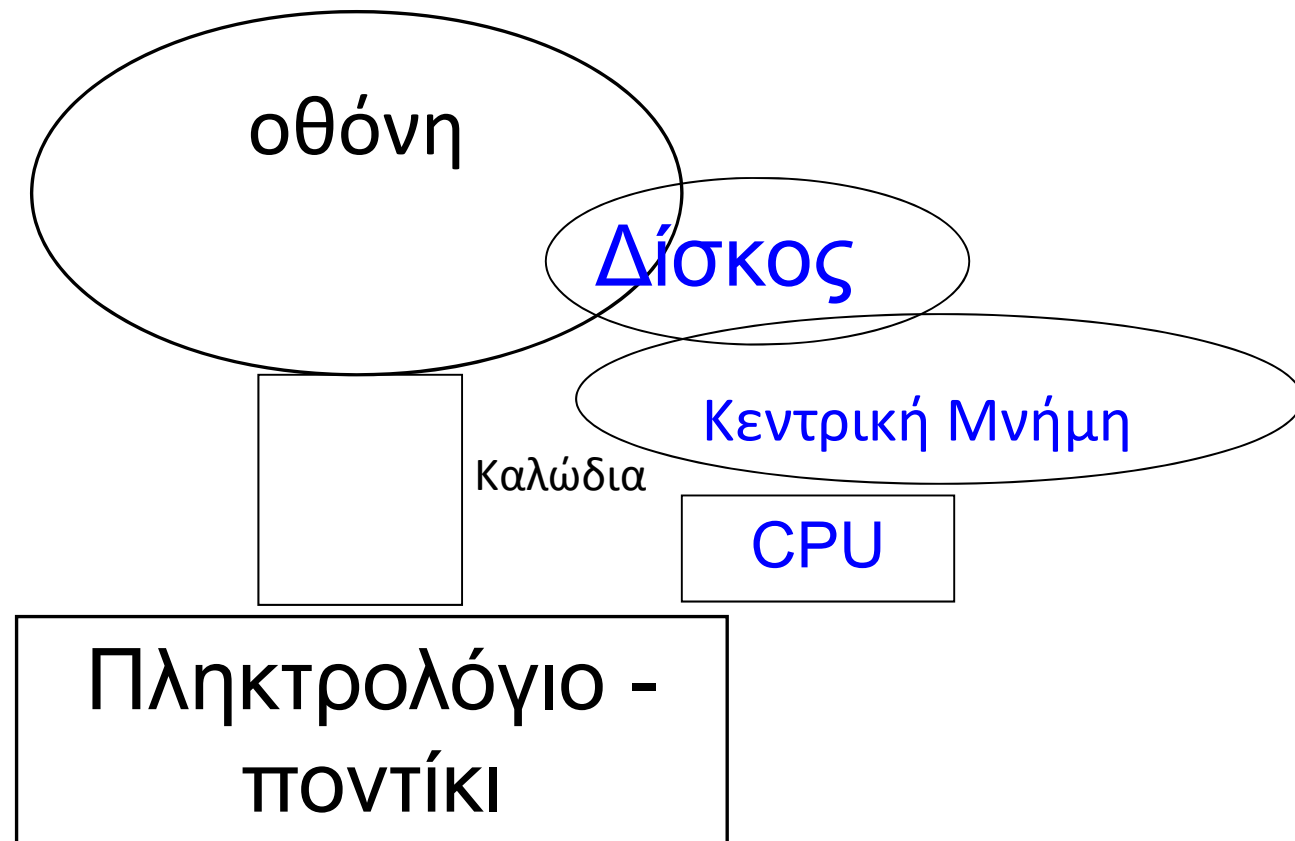 οθόνη
Δίσκος
Κεντρική Μνήμη
Καλώδια
CPU
Πληκτρολόγιο -
ποντίκι